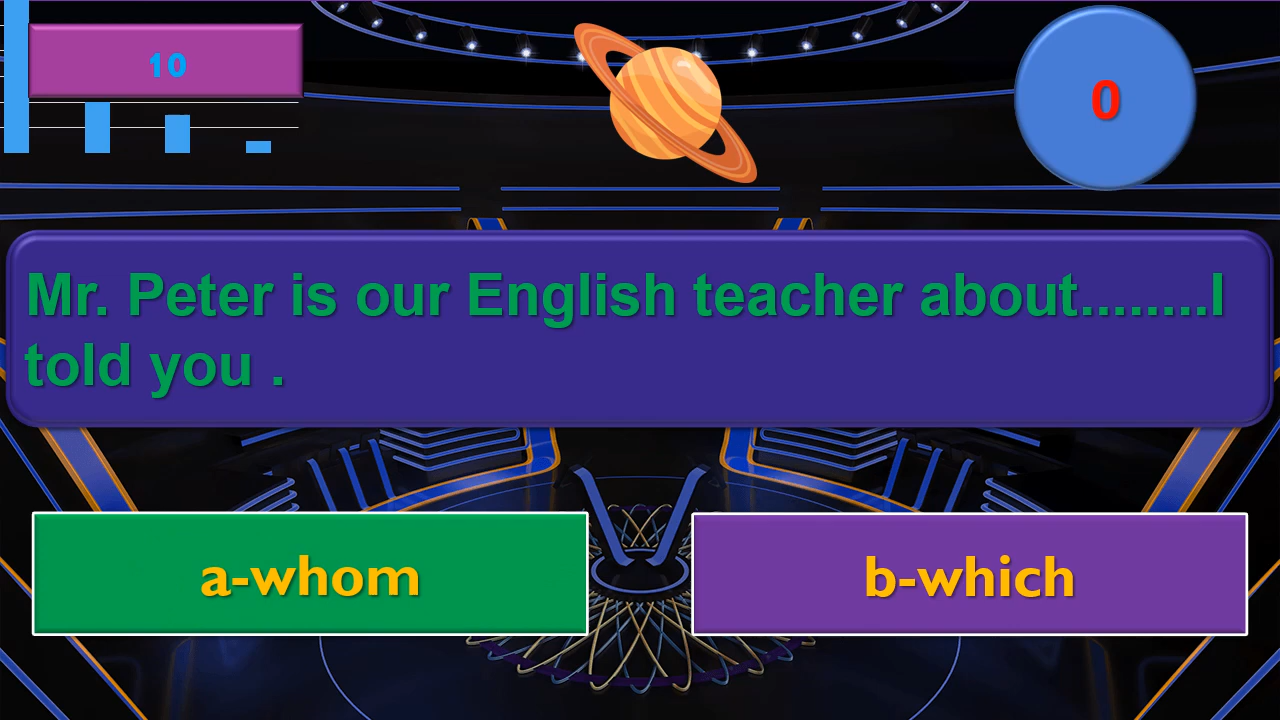 10
0
Mr. Peter is our English teacher about........I
told you .
a-whom
b-which